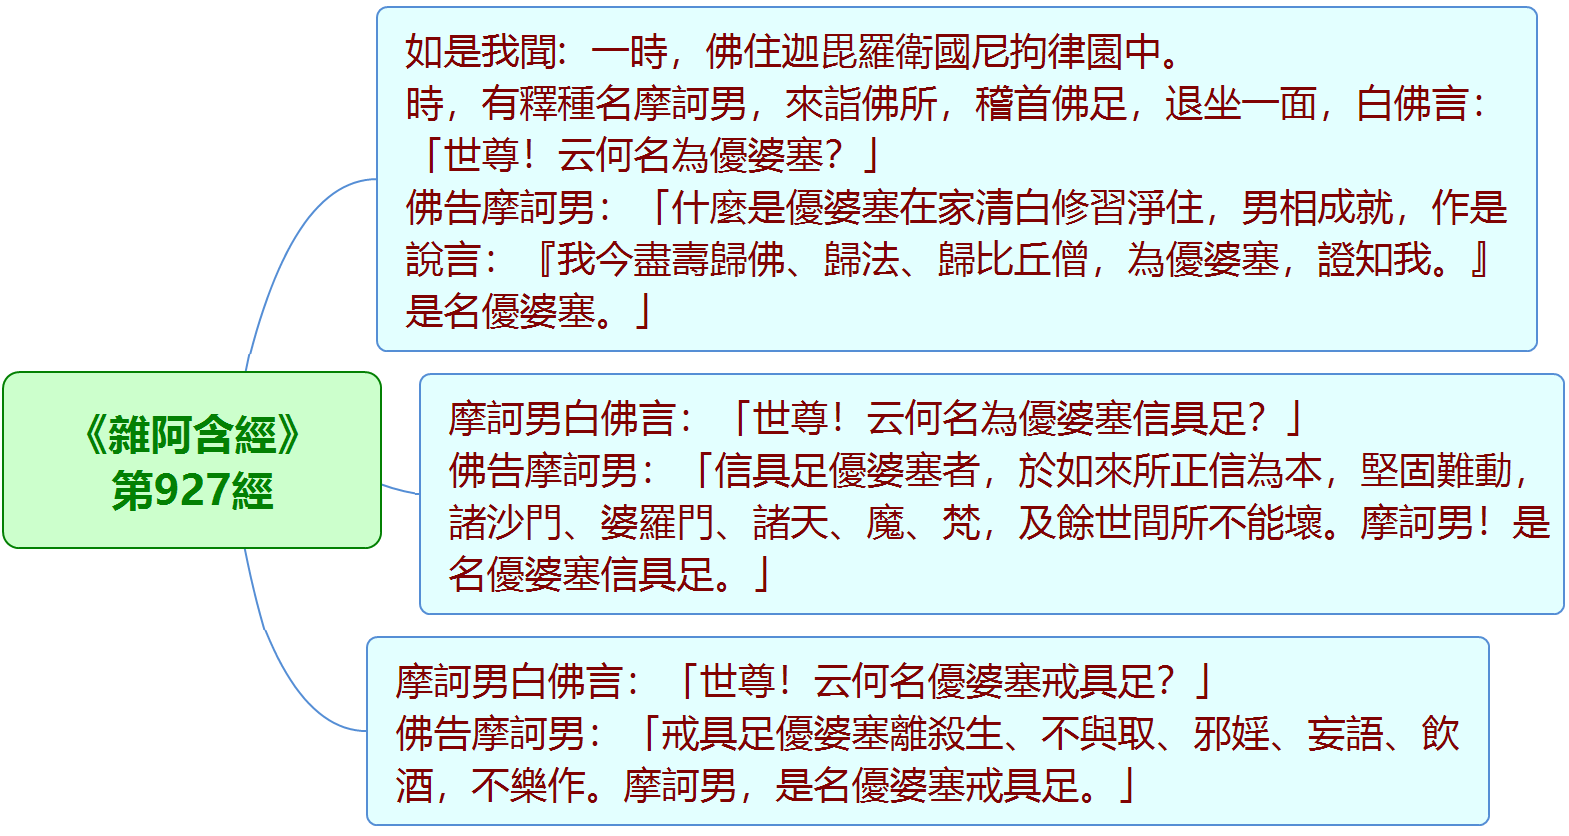 《雜阿含經》
第927經
如是我聞：一時，佛住迦毘羅衛國尼拘律園中。
時，有釋種名摩訶男，來詣佛所，稽首佛足，退坐一面，白佛言：
「世尊！云何名為優婆塞？」
佛告摩訶男：「什麼是優婆塞在家清白修習淨住，男相成就，作是
說言：『我今盡壽歸佛、歸法、歸比丘僧，為優婆塞，證知我。』
是名優婆塞。」
摩訶男白佛言：「世尊！云何名為優婆塞信具足？」
佛告摩訶男：「信具足優婆塞者，於如來所正信為本，堅固難動，
諸沙門、婆羅門、諸天、魔、梵，及餘世間所不能壞。摩訶男！是
名優婆塞信具足。」
摩訶男白佛言：「世尊！云何名優婆塞戒具足？」
佛告摩訶男：「戒具足優婆塞離殺生、不與取、邪婬、妄語、飲
酒，不樂作。摩訶男，是名優婆塞戒具足。」